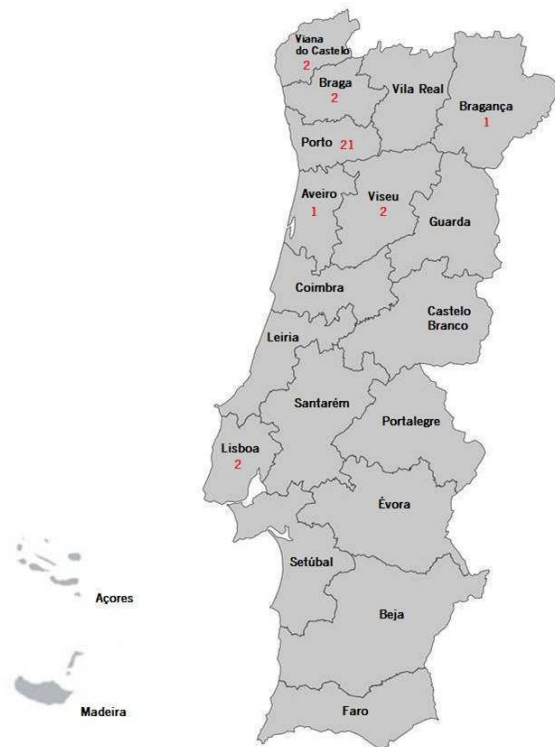 Viana
do Castelo
2
Braga
2
Vila Real
Bragança
1
Porto 21
Aveiro
1
Viseu
2
Guarda
Coimbra
Castelo
Branco
Leiria
Santarém
Portalegre
Lisboa
2
Évora
Setúbal
Açores
Beja
Madeira
Faro